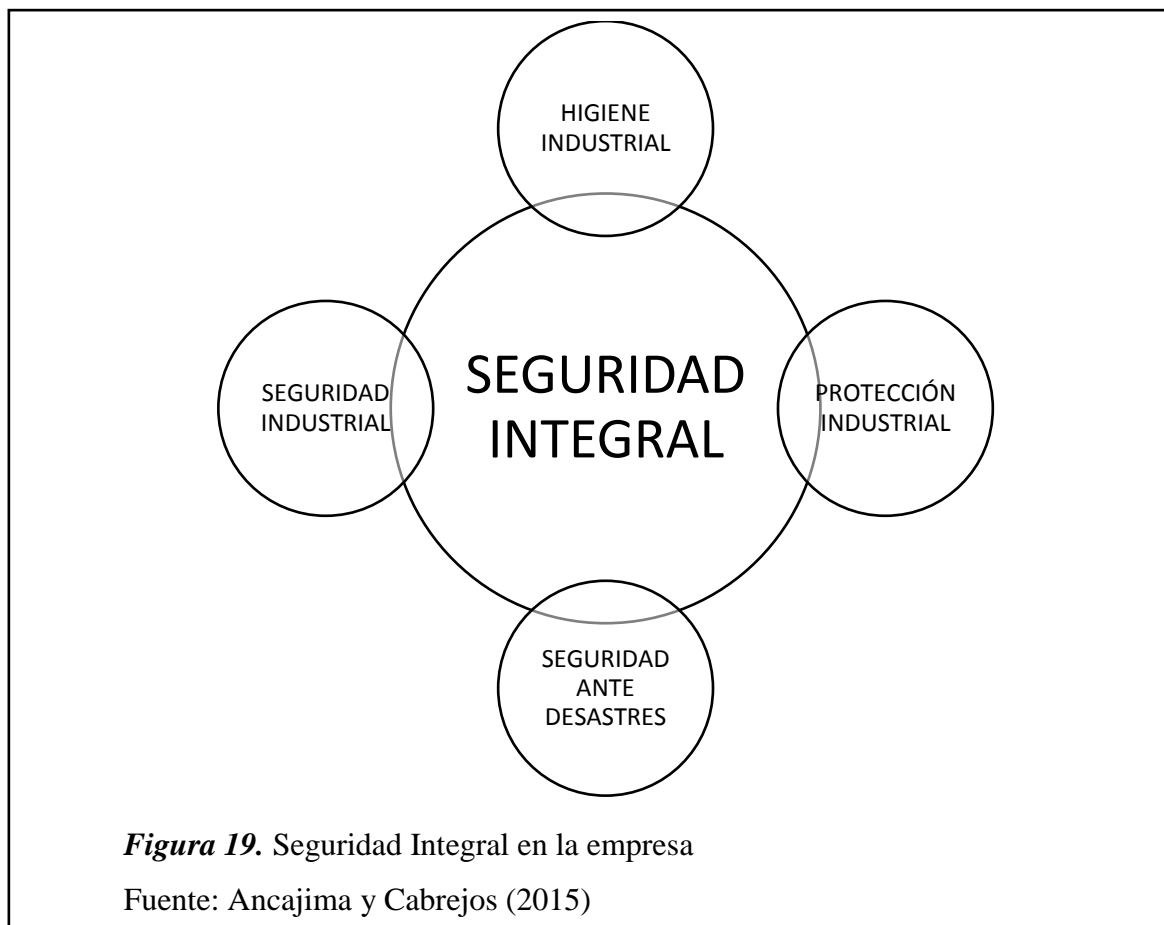 HIGIENE
INDUSTRIAL
SEGURIDAD
INTEGRAL
SEGURIDAD
INDUSTRIAL
PROTECCIÓN
INDUSTRIAL
SEGURIDAD
ANTE
DESASTRES
Figura 19. Seguridad Integral en la empresa
Fuente: Ancajima y Cabrejos (2015)